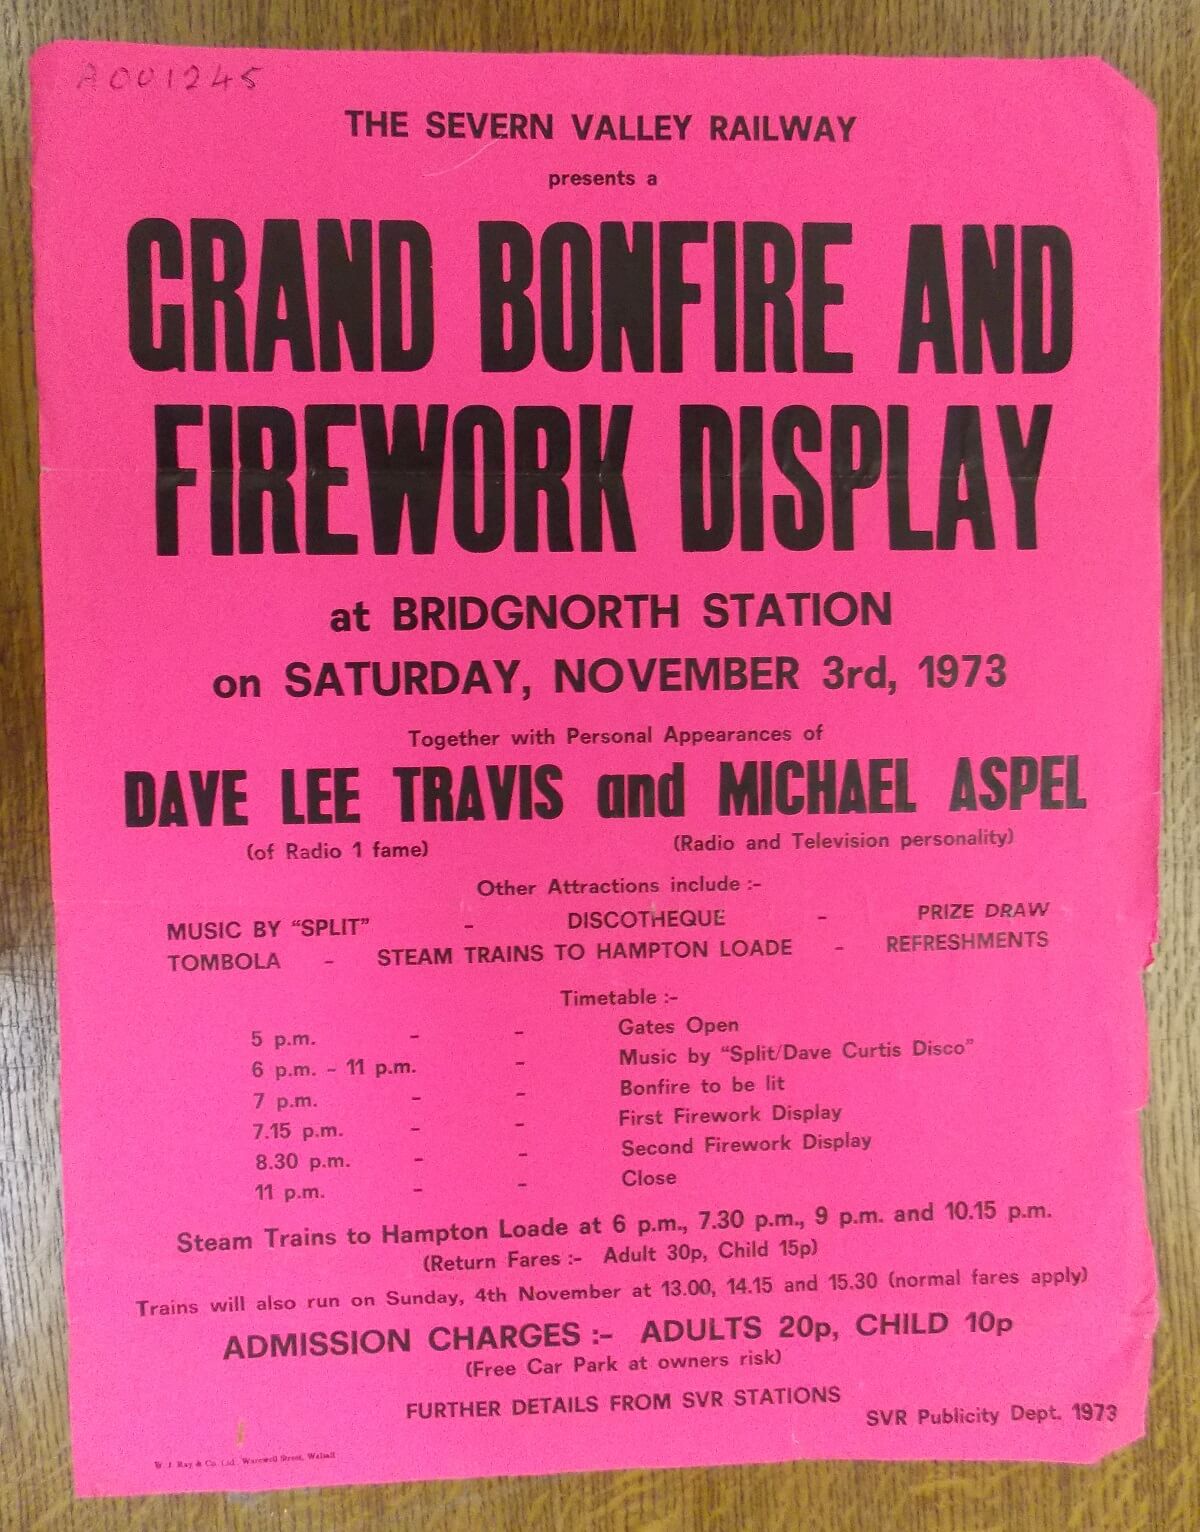 A001245
THE SEVERN VALLEY RAILWAY
presents a
GRAND BONFIRE AND
FIREWORK DISPLAY
at BRIDGNORTH STATION
on SATURDAY, NOVEMBER 3rd, 1973
Together with Personal Appearances of
DAVE LEE TRAVIS and MICHAEL ASPEL
(of Radio 1 fame) (Radio and Television personality)
Other Attractions include :-
MUSIC BY "SPLIT" - DISCOTHEQUE - PRIZE DRAW
TOMBOLA - STEAM TRAINS TO HAMPTON LOADE - REFRESHMENTS
Timetable :-
5 p.m. - - Gates Open
6 p.m. - 11 p.m. - Music by "Split/Dave Curtis Disco"
7 p.m. - - Bonfire to be lit
7.15 p.m. - - First Firework Display
8.30 p.m. - - Second Firework Display
11 p.m. - - Close
Steam Trains to Hampton Loade at 6 p.m., 7.30 p.m., 9 p.m. and 10.15 p.m.
(Return Fares :- Adult 30p, Child 15p)
Trains will also run on Sunday, 4th November at 13.00, 14.15 and 15.30 (normal fares apply)
ADMISSION CHARGES :- ADULTS 20p, CHILD 10p
(Free Car Park at owners risk)
FURTHER DETAILS FROM SVR STATIONS
SVR Publicity Dept. 1973
W. J. Ray & Co. Ltd. Warewell Street, Walsall